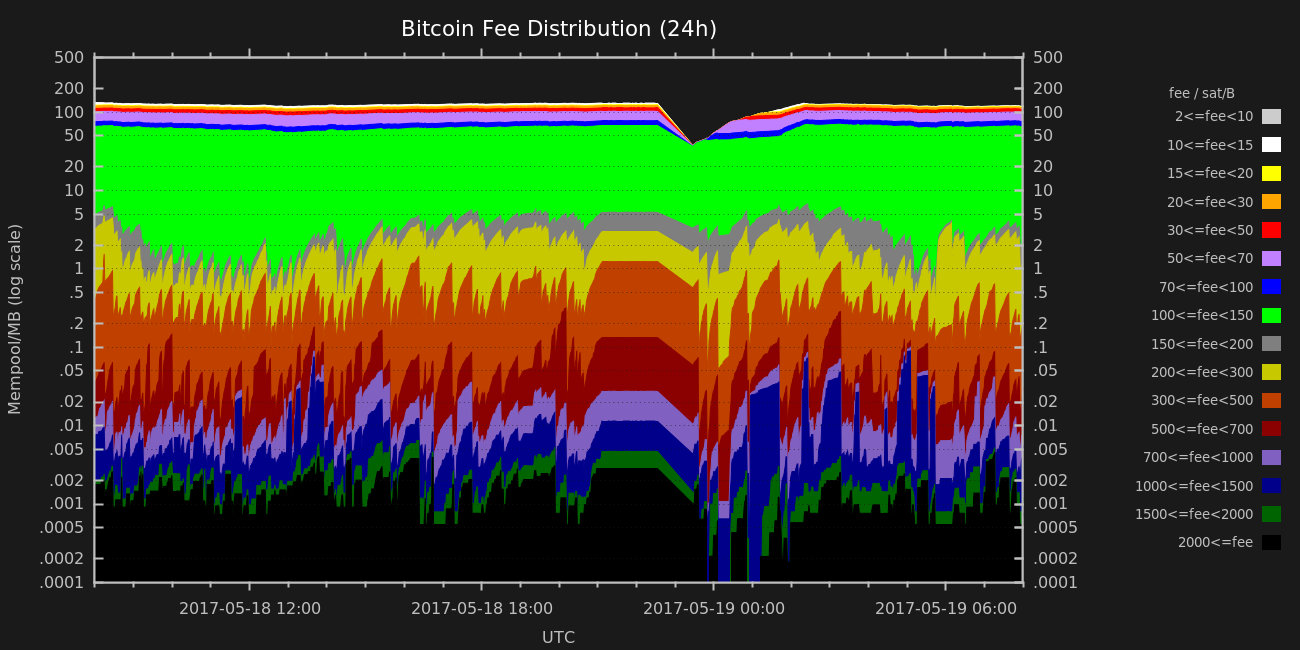 Bitcoin Fee Distribution (24h)
500
200
100
50
20
10
5
2
1
.5
.2
.1
.05
.02
.01
.005
.002
.001
.0005
.0002
.0001
Mempool/MB (log scale)
500
200
100
50
20
10
5
2
1
.5
.2
.1
.05
.02
.01
.005
.002
.001
.0005
.0002
.0001
2017-05-18 12:00
2017-05-18 18:00
2017-05-19 00:00
2017-05-19 06:00
UTC
fee / sat/B
2<=fee<10
10<=fee<15
15<=fee<20
20<=fee<30
30<=fee<50
50<=fee<70
70<=fee<100
100<=fee<150
150<=fee<200
200<=fee<300
300<=fee<500
500<=fee<700
700<=fee<1000
1000<=fee<1500
1500<=fee<2000
2000<=fee